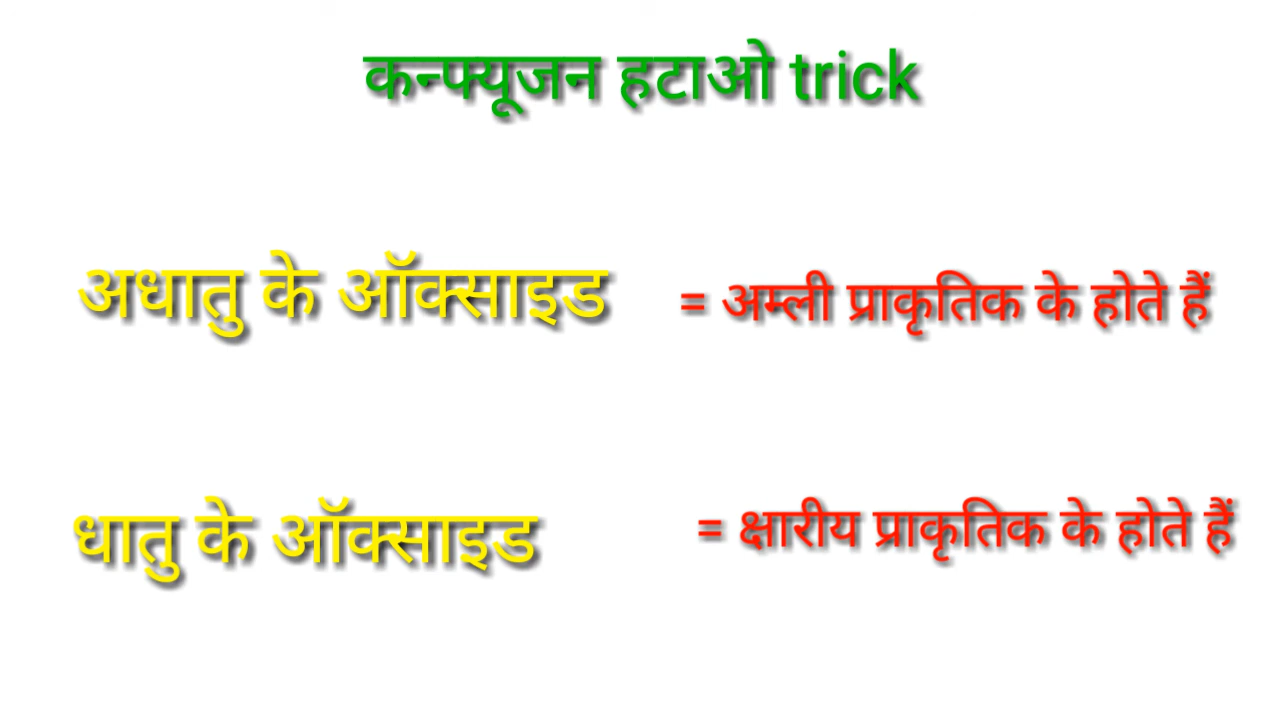 कन्फ्यूजन हटाओ trick
अधातु के ऑक्साइड = अम्ली प्राकृतिक के होते हैं
धातु के ऑक्साइड = क्षारीय प्राकृतिक के होते हैं